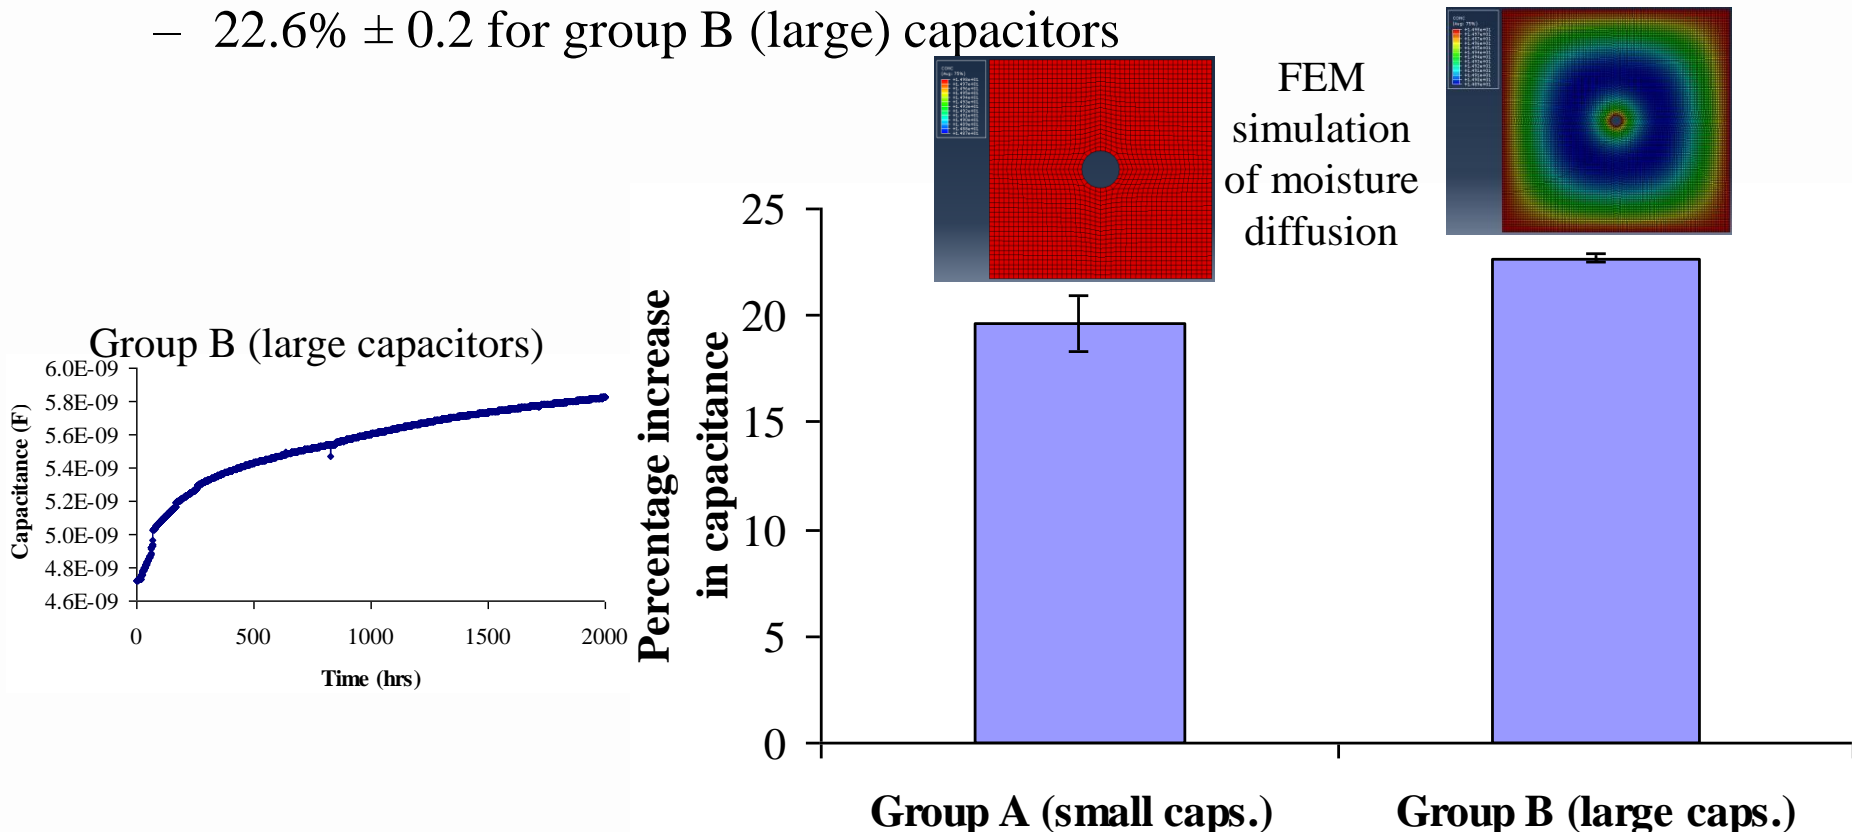 – 22.6% ± 0.2 for group B (large) capacitors
FEM
simulation
of moisture
diffusion
Group B (large capacitors)
6.0E-09
5.8E-09
5.6E-09
5.4E-09
5.2E-09
5.0E-09
4.8E-09
4.6E-09
Capacitance (F)
0 500 1000 1500 2000
Time (hrs)
Percentage increase
in capacitance
25
20
15
10
5
0
Group A (small caps.) Group B (large caps.)